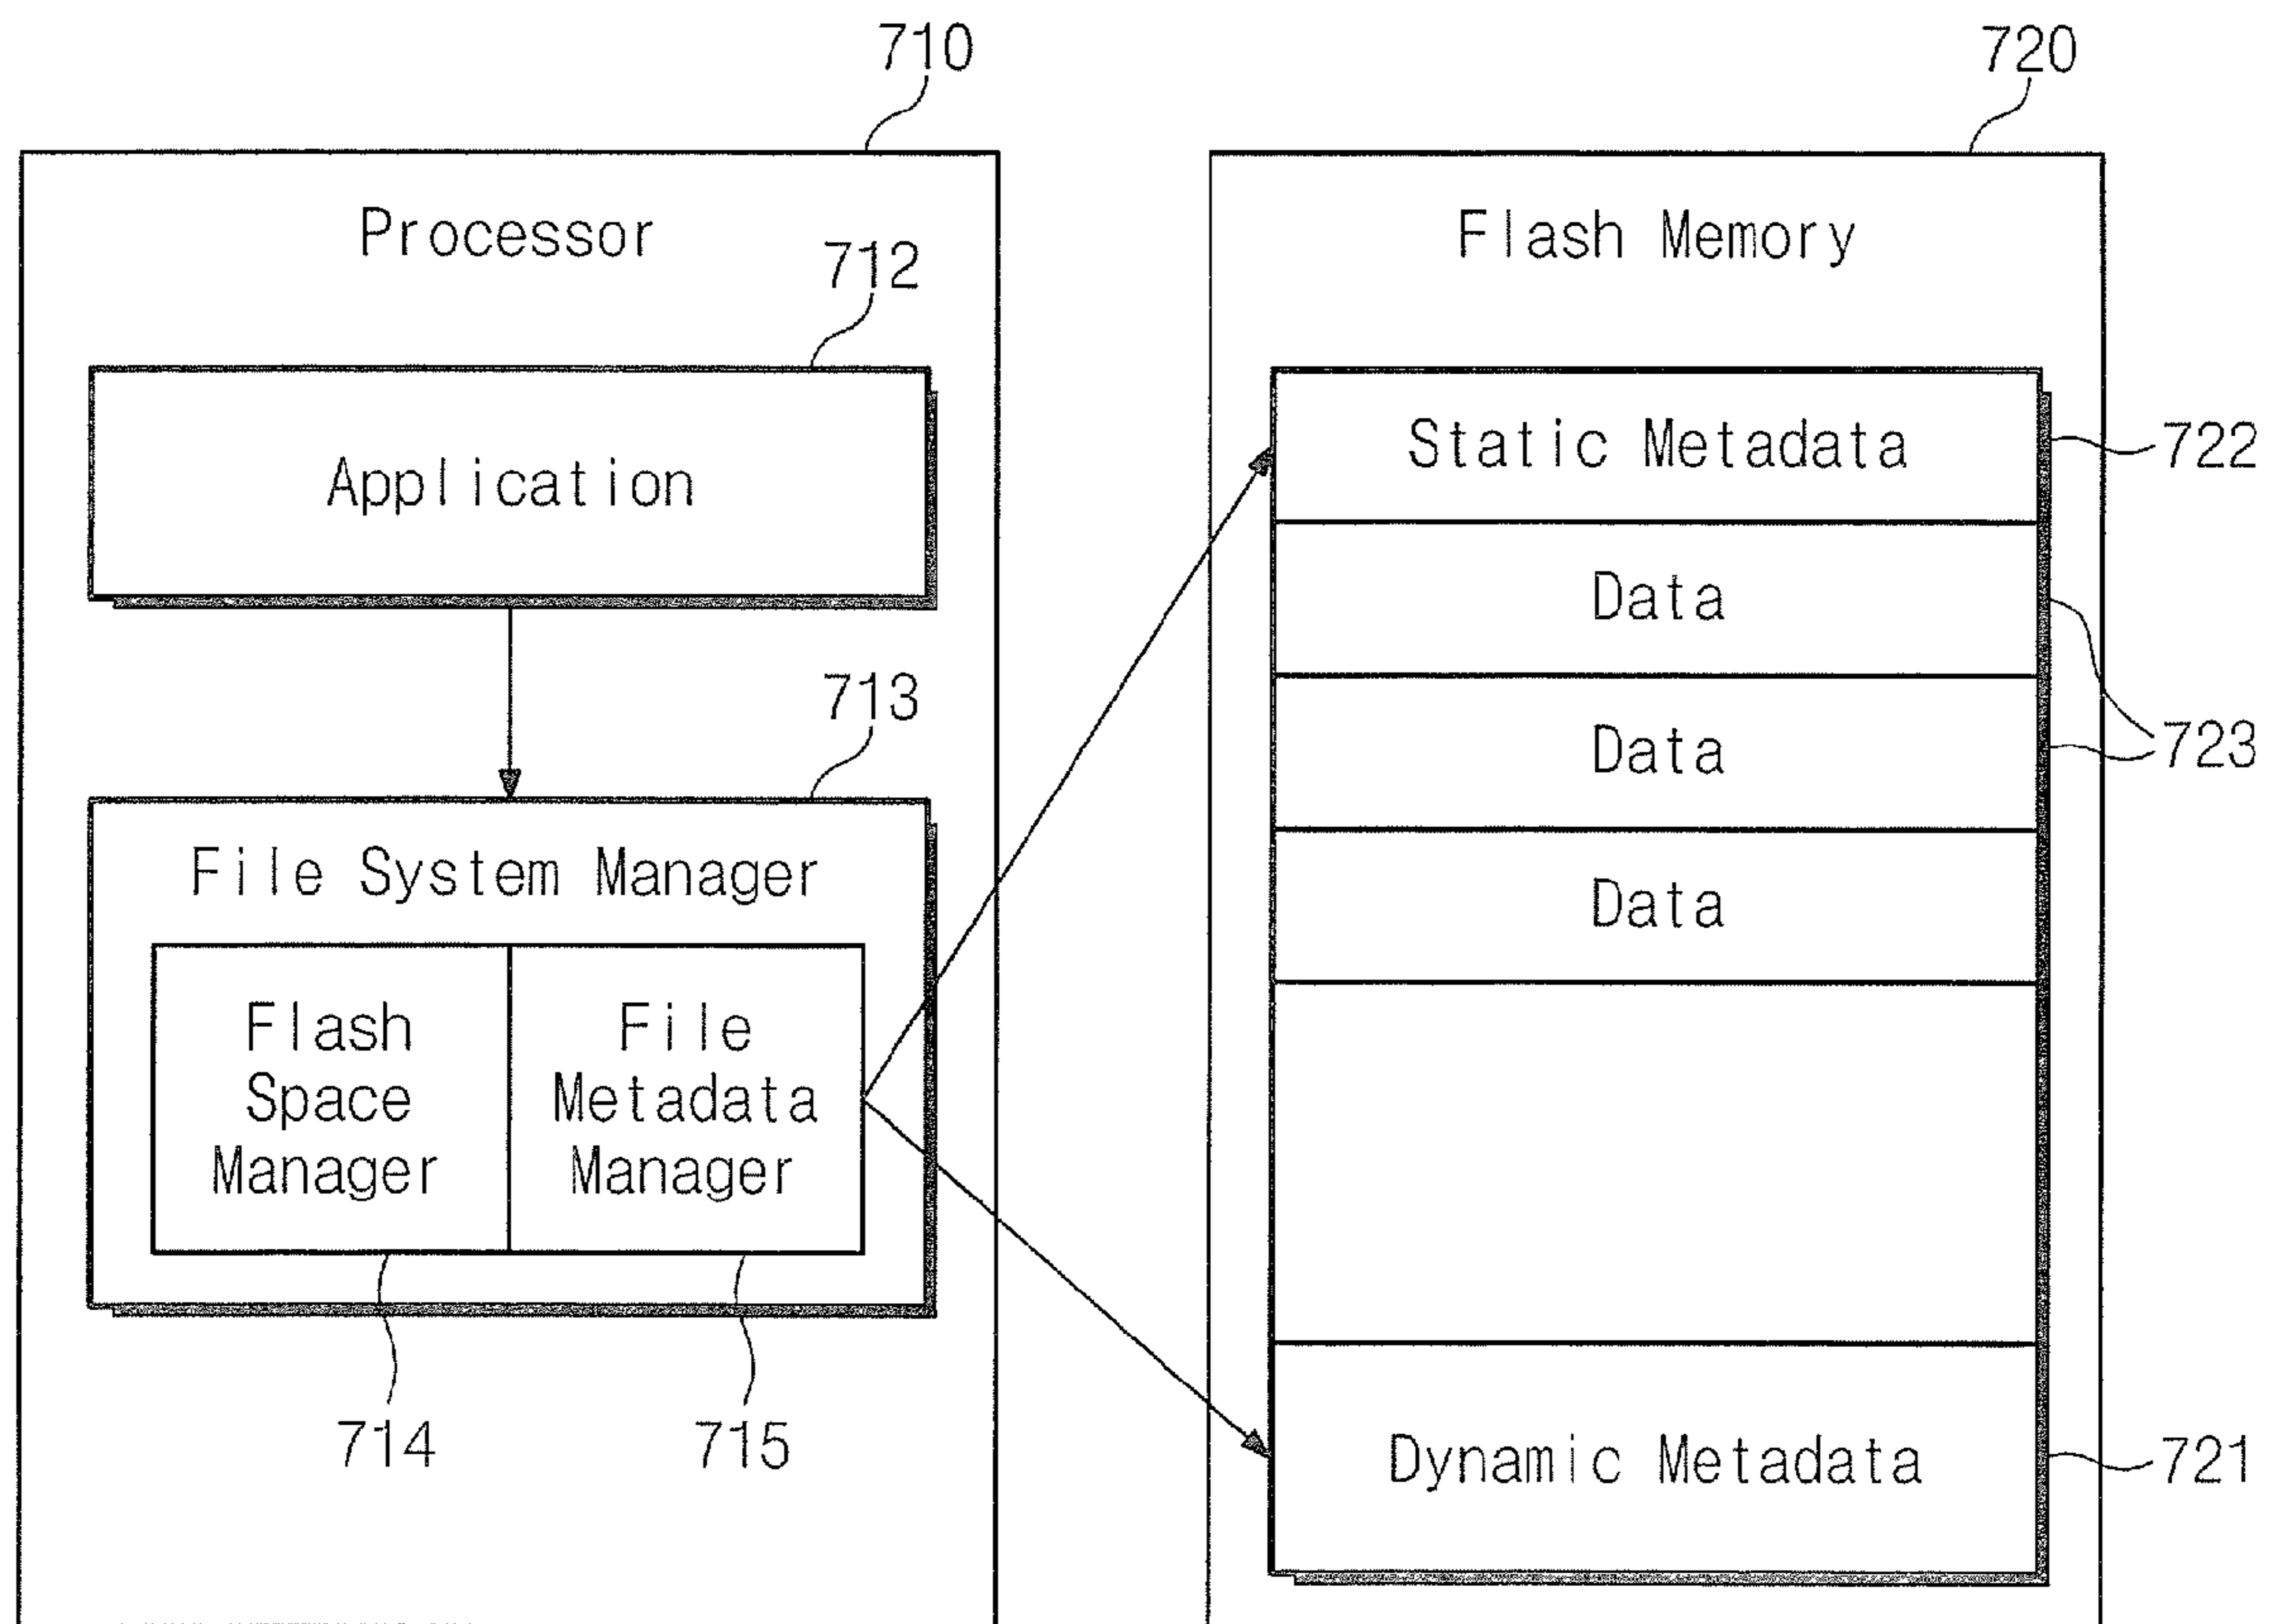 710
720
Processor
Flash Memory
712
Application
Static Metadata
722
Data
Data
723
Data
713
File System Manager
Flash
Space
Manager
File
Metadata
Manager
714
715
Dynamic Metadata
721